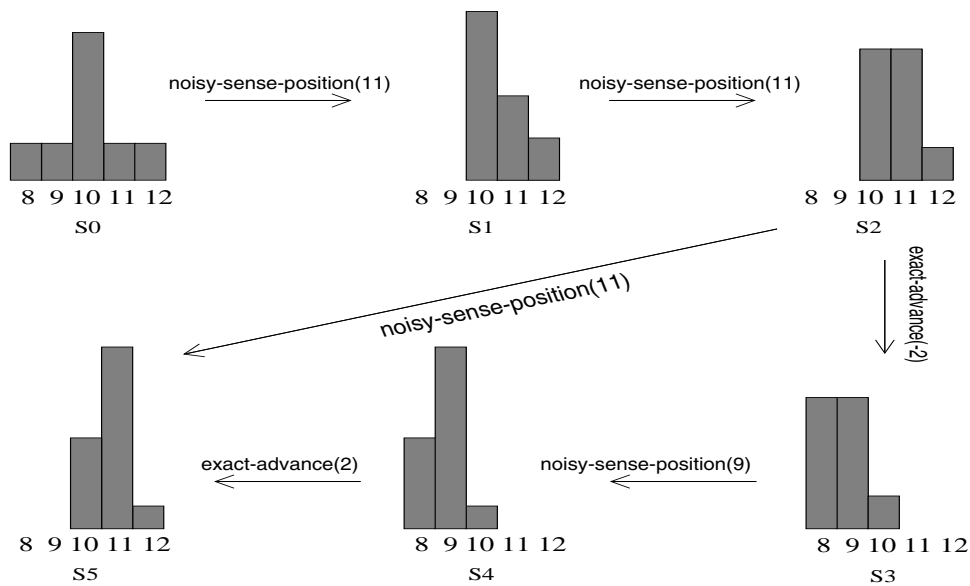 noisy-sense-position(11)
noisy-sense-position(11)
8 9 10 11 12
8 9 10 11 12
8 9 10 11 12
S0
S1
S2
exact-advance(-2)
noisy-sense-position(11)
exact-advance(2)
noisy-sense-position(9)
8 9 10 11 12
8 9 10 11 12
8 9 10 11 12
S5
S4
S3